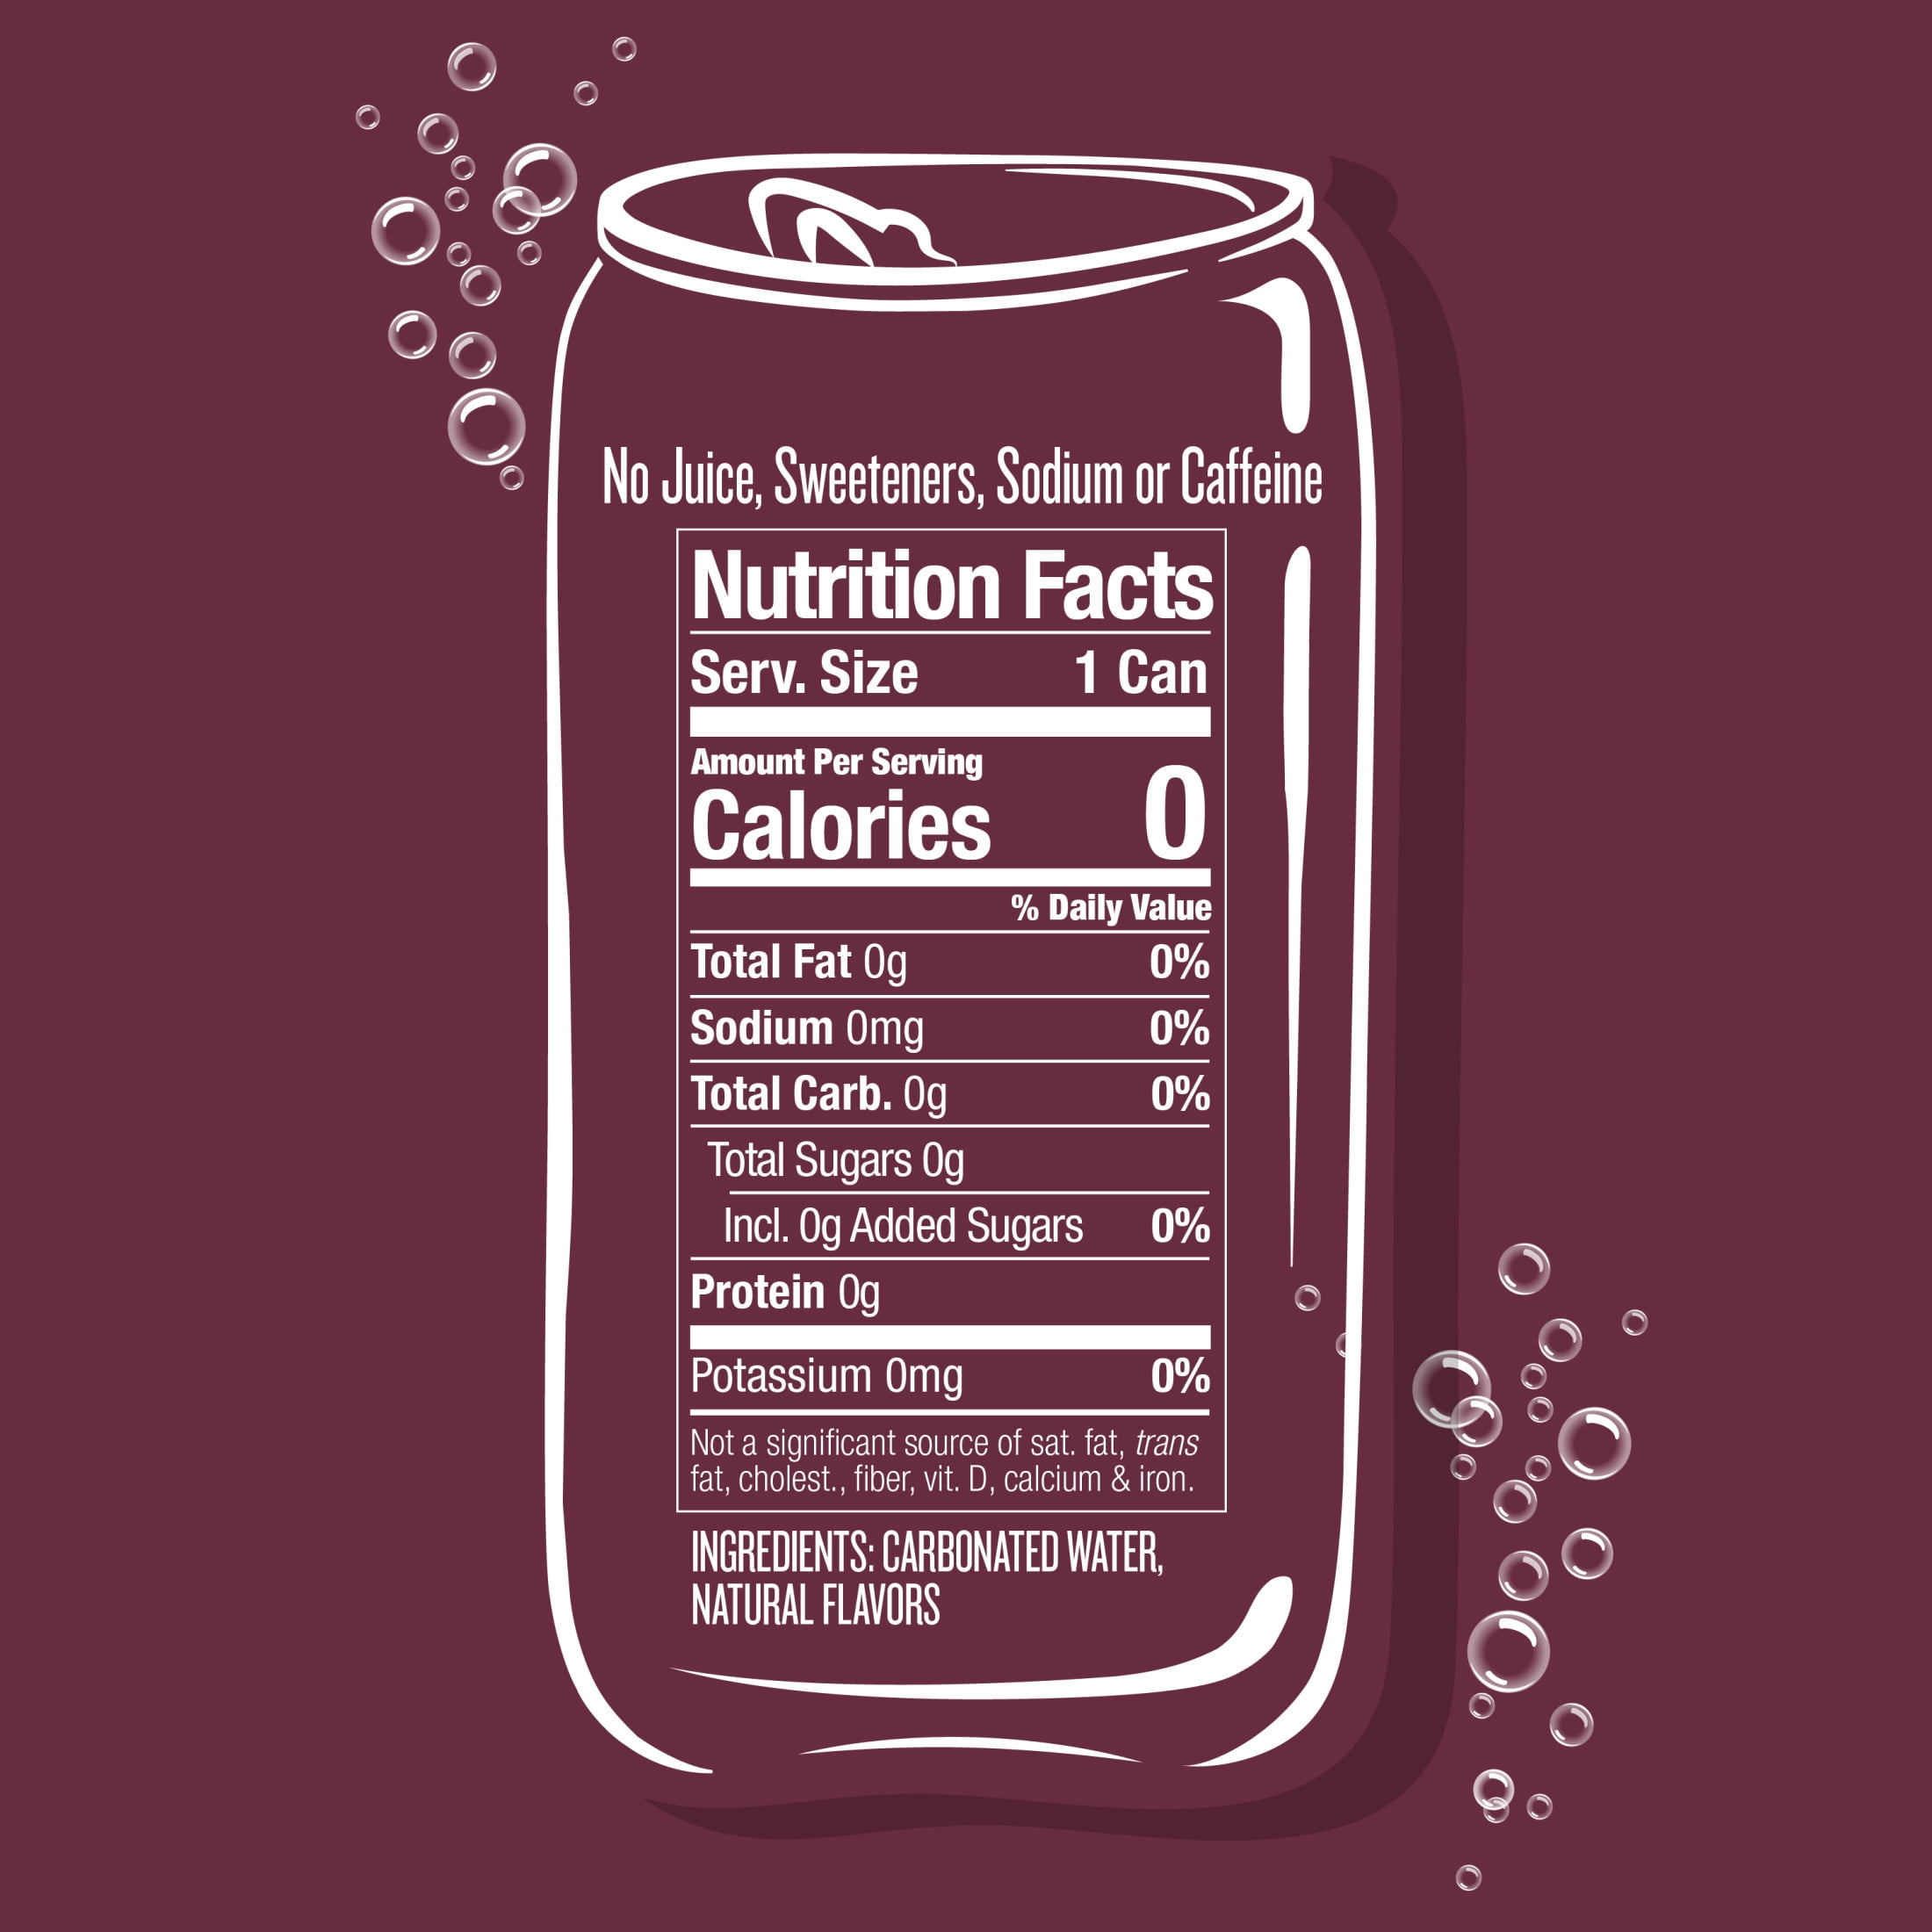 No Juice, Sweeteners, Sodium or Caffeine
Nutrition Facts
Serv. Size 1 Can
Amount Per Serving
Calories 0
% Daily Value
Total Fat 0g 0%
Sodium 0mg 0%
Total Carb. 0g 0%
Total Sugars 0g
Incl. 0g Added Sugars 0%
Protein 0g
Potassium 0mg 0%
Not a significant source of sat. fat, trans
fat, cholest., fiber, vit. D, calcium & iron.
INGREDIENTS: CARBONATED WATER,
NATURAL FLAVORS